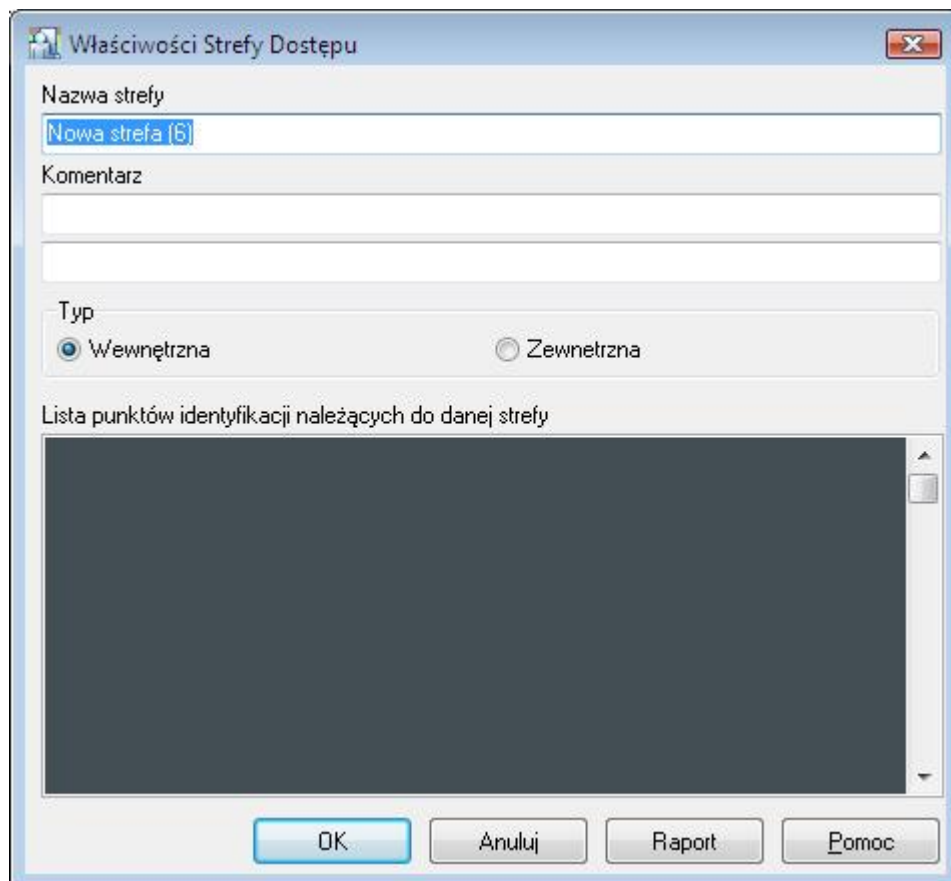 Właściwości Strefy Dostępu
Nazwa strefy
Nowa strefa (6)
Komentarz
Typ
Wewnętrzna
Zewnetrzna
Lista punktów identyfikacji należących do danej strefy
OK
Anuluj
Raport
Pomoc